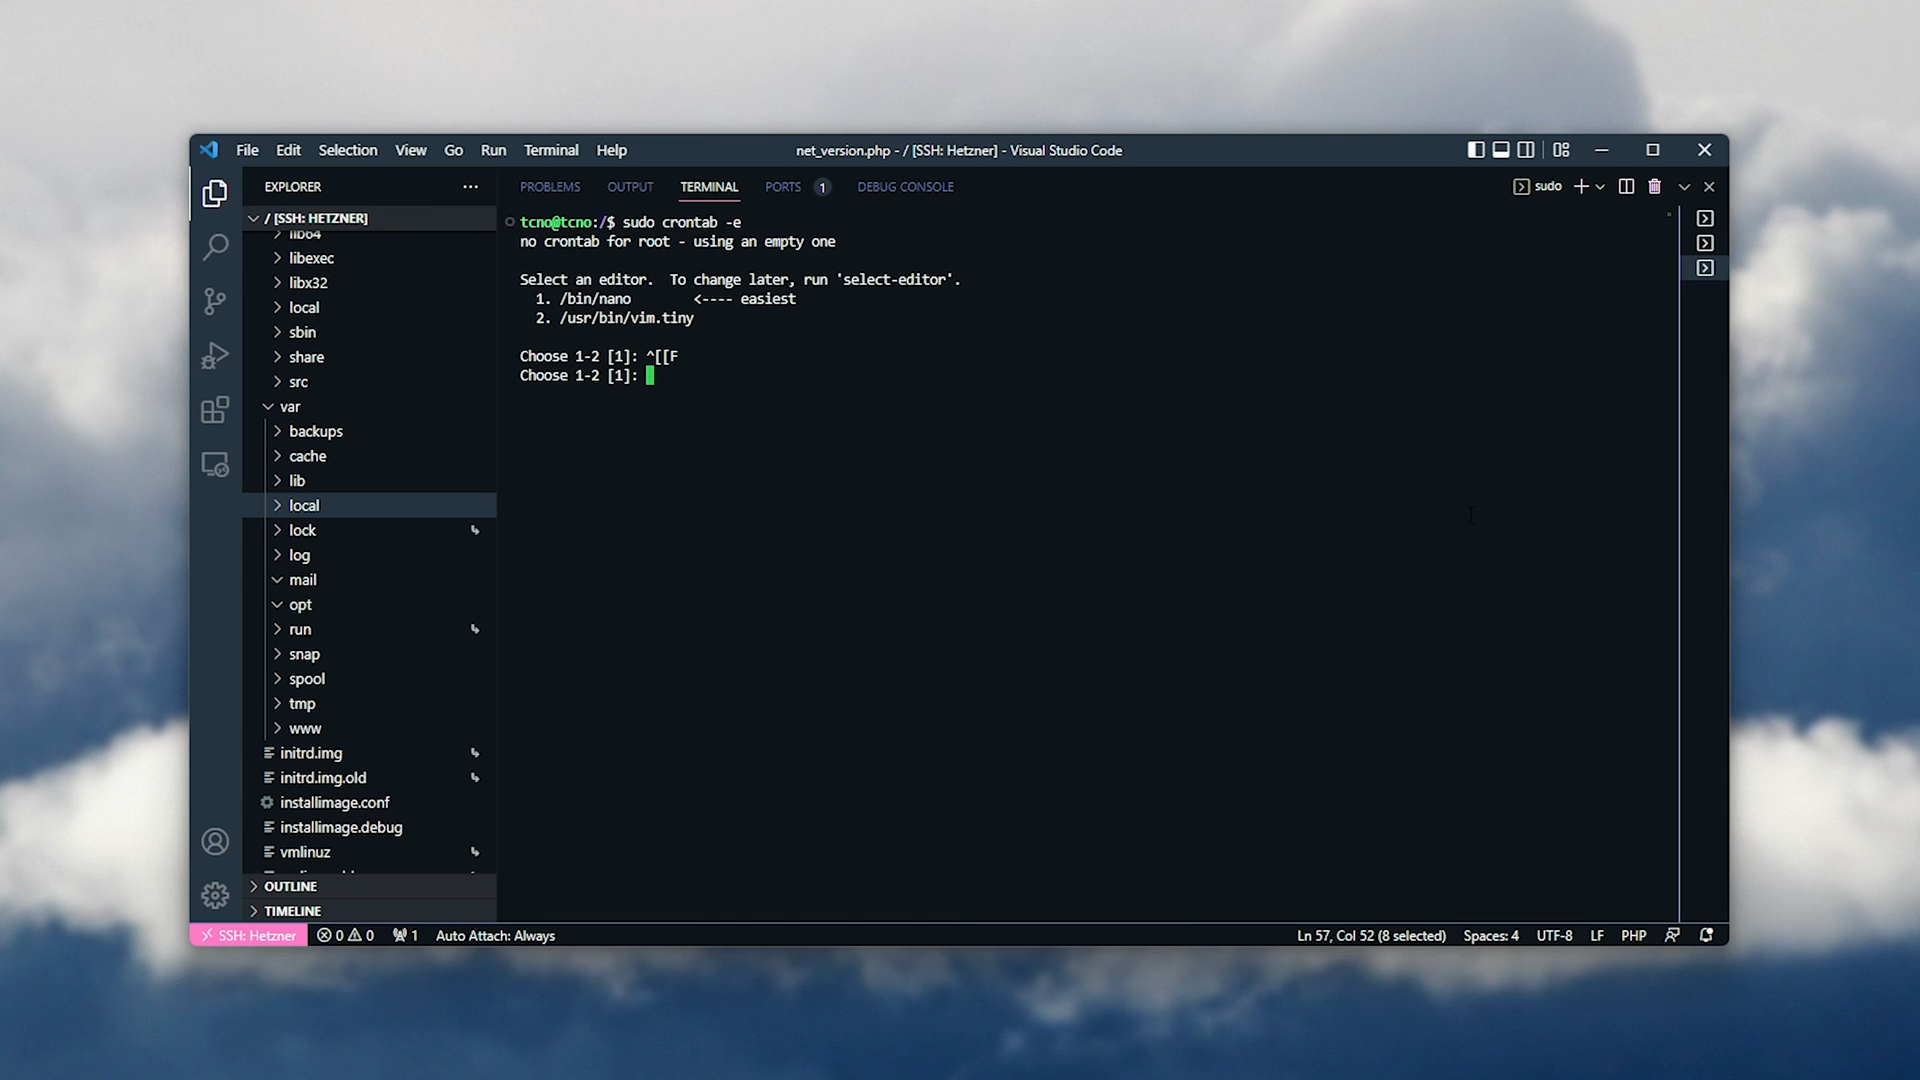 File Edit Selection View Go Run Terminal Help
net_version.php - / [SSH: Hetzner] - Visual Studio Code
EXPLORER
/ [SSH: HETZNER]
lib64
libexec
libx32
local
sbin
share
src
var
backups
cache
lib
local
lock
log
mail
opt
run
snap
spool
tmp
www
initrd.img
initrd.img.old
installimage.conf
installimage.debug
vmlinuz
OUTLINE
TIMELINE
PROBLEMS OUTPUT TERMINAL PORTS 1 DEBUG CONSOLE
sudo
tcno@tcno:/$ sudo crontab -e
no crontab for root - using an empty one
Select an editor.  To change later, run 'select-editor'.
1. /bin/nano        <---- easiest
2. /usr/bin/vim.tiny
Choose 1-2 [1]: ^[[F
Choose 1-2 [1]:
SSH: Hetzner 0 0 1 Auto Attach: Always
Ln 57, Col 52 (8 selected) Spaces: 4 UTF-8 LF PHP